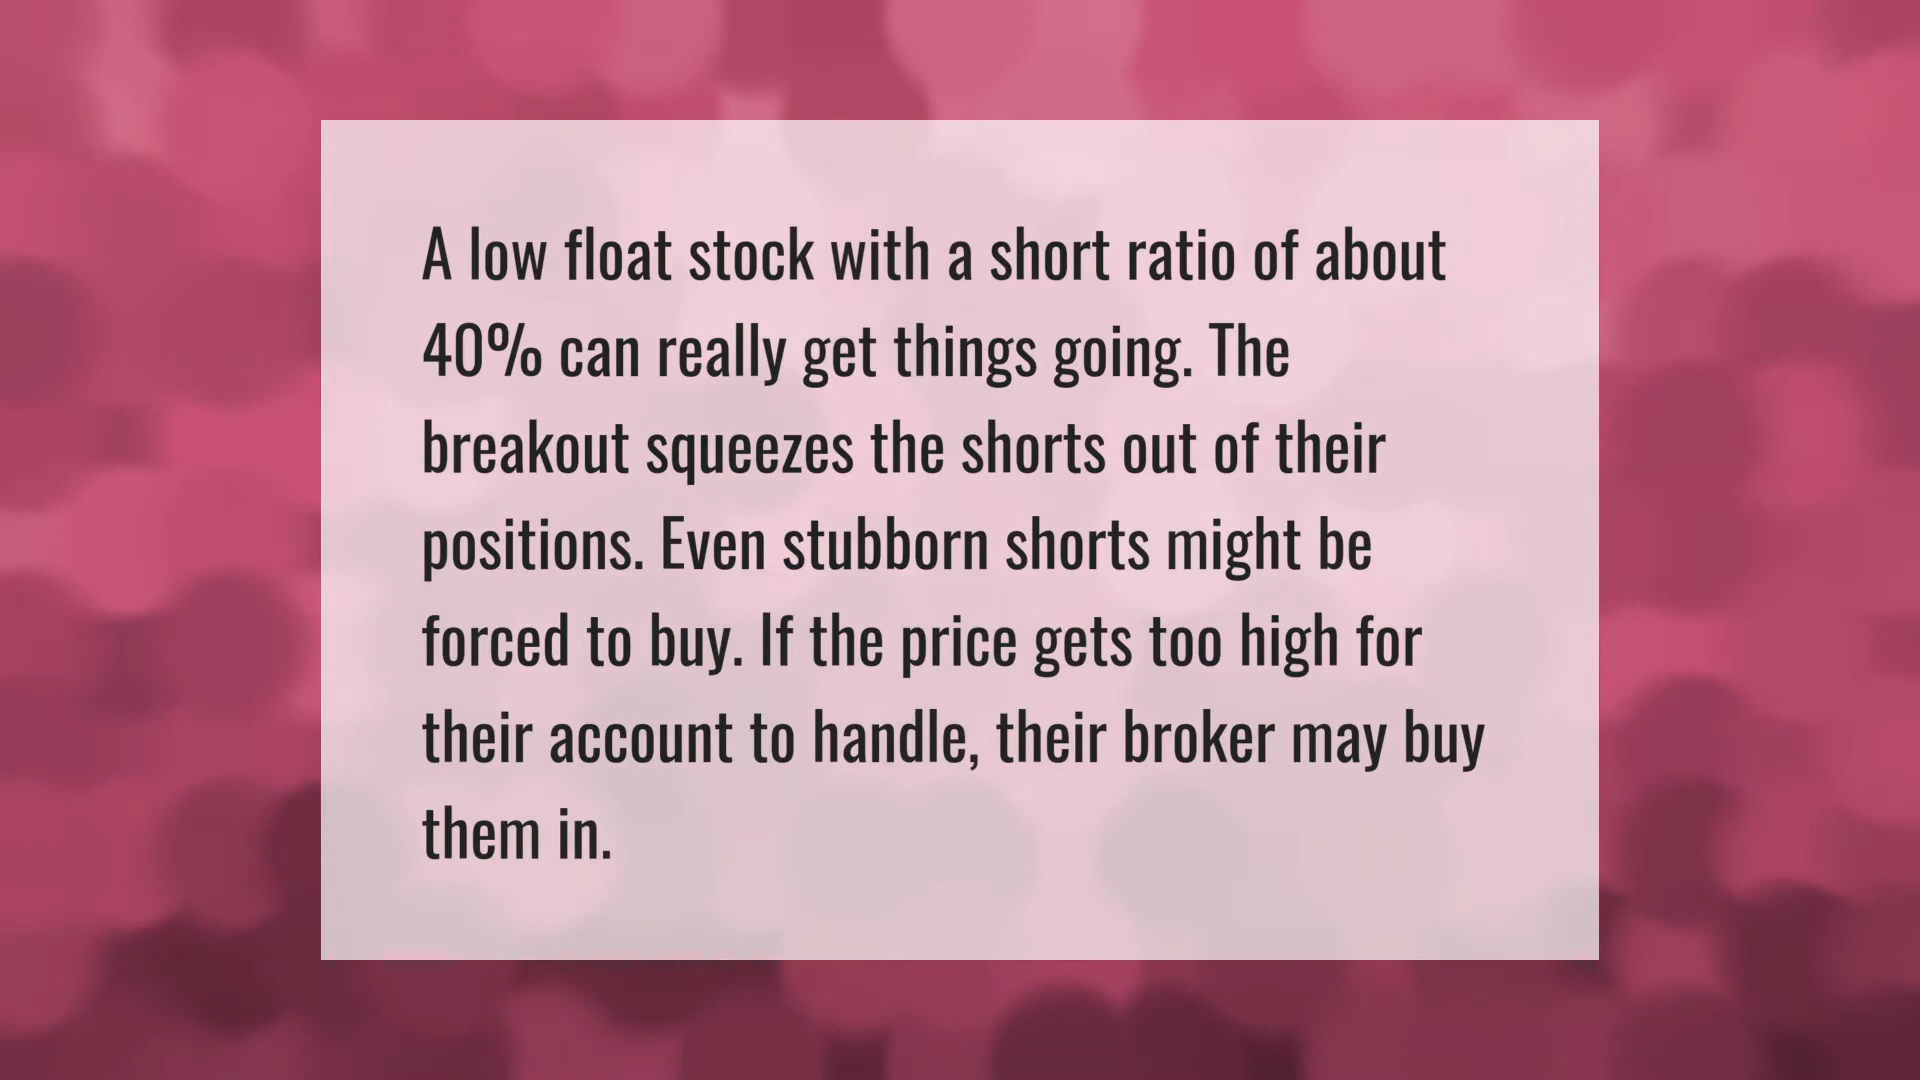 A low float stock with a short ratio of about
40% can really get things going. The
breakout squeezes the shorts out of their
positions. Even stubborn shorts might be
forced to buy. If the price gets too high for
their account to handle, their broker may buy
them in.